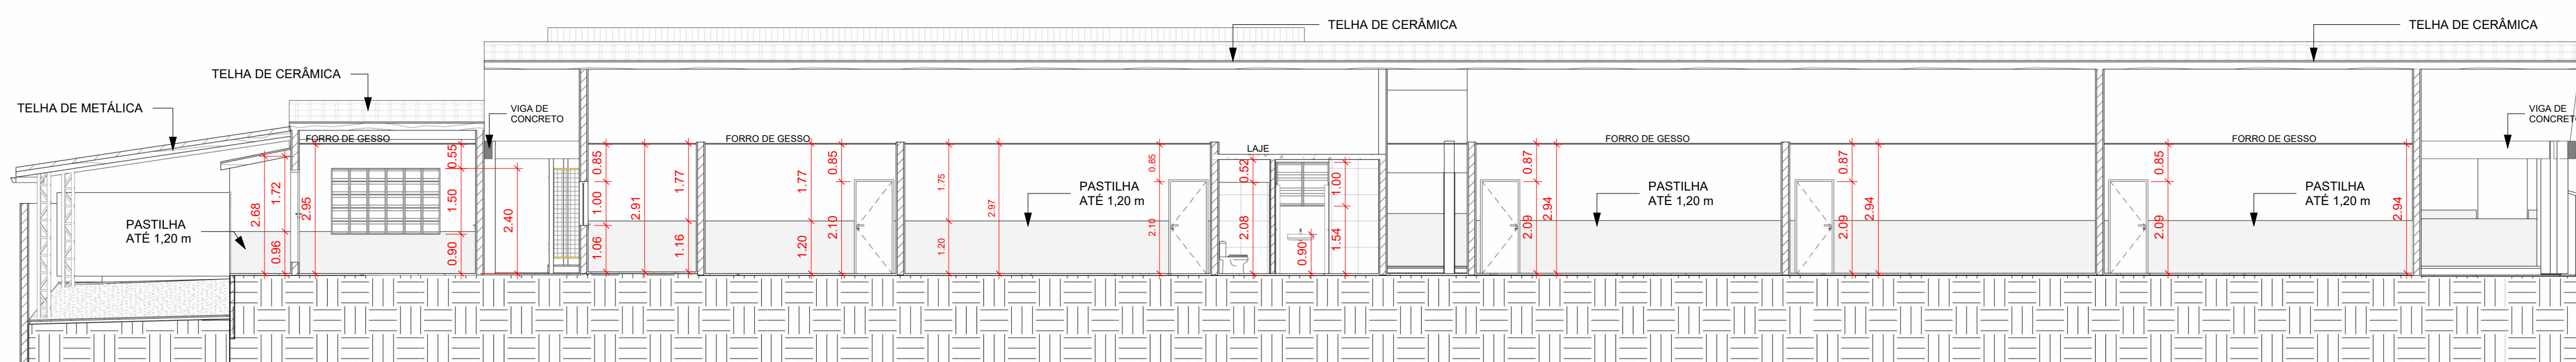 TELHA DE CERÂMICA
TELHA DE CERÂMICA
TELHA DE CERÂMICA
TELHA DE METÁLICA
VIGA DE
CONCRETO
VIGA DE
CONCRETO
FORRO DE GESSO
FORRO DE GESSO
LAJE
FORRO DE GESSO
FORRO DE GESSO
PASTILHA
ATÉ 1,20 m
2.68
1.72
0.96
2.95
0.55
1.50
0.90
2.40
0.85
1.00
1.06
2.91
1.77
1.16
1.77
1.20
0.85
2.10
1.75
1.20
2.97
PASTILHA
ATÉ 1,20 m
0.85
2.10
0.52
2.08
0.90
1.00
1.54
0.87
2.09
2.94
PASTILHA
ATÉ 1,20 m
0.87
2.09
2.94
0.85
2.09
PASTILHA
ATÉ 1,20 m
2.94